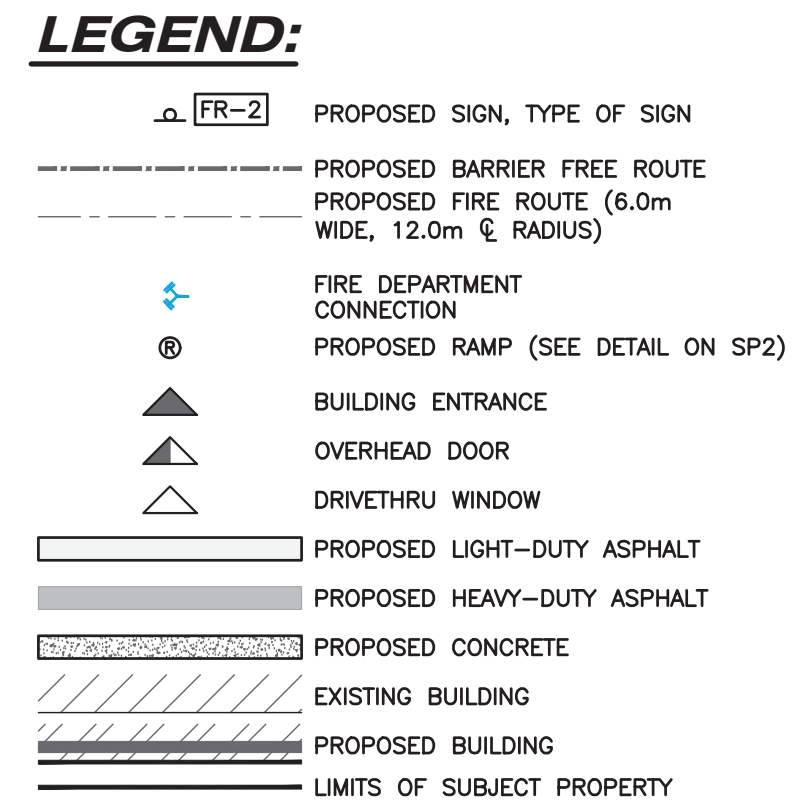 LEGEND:
FR-2 PROPOSED SIGN, TYPE OF SIGN
PROPOSED BARRIER FREE ROUTE
PROPOSED FIRE ROUTE (6.0m
WIDE, 12.0m ℄ RADIUS)
FIRE DEPARTMENT
CONNECTION
® PROPOSED RAMP (SEE DETAIL ON SP2)
BUILDING ENTRANCE
OVERHEAD DOOR
DRIVETHRU WINDOW
PROPOSED LIGHT-DUTY ASPHALT
PROPOSED HEAVY-DUTY ASPHALT
PROPOSED CONCRETE
EXISTING BUILDING
PROPOSED BUILDING
LIMITS OF SUBJECT PROPERTY